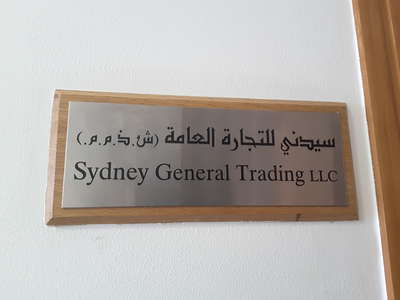 سيدني للتجارة العامة (ش.ذ.م.م.)
Sydney General Trading LLC